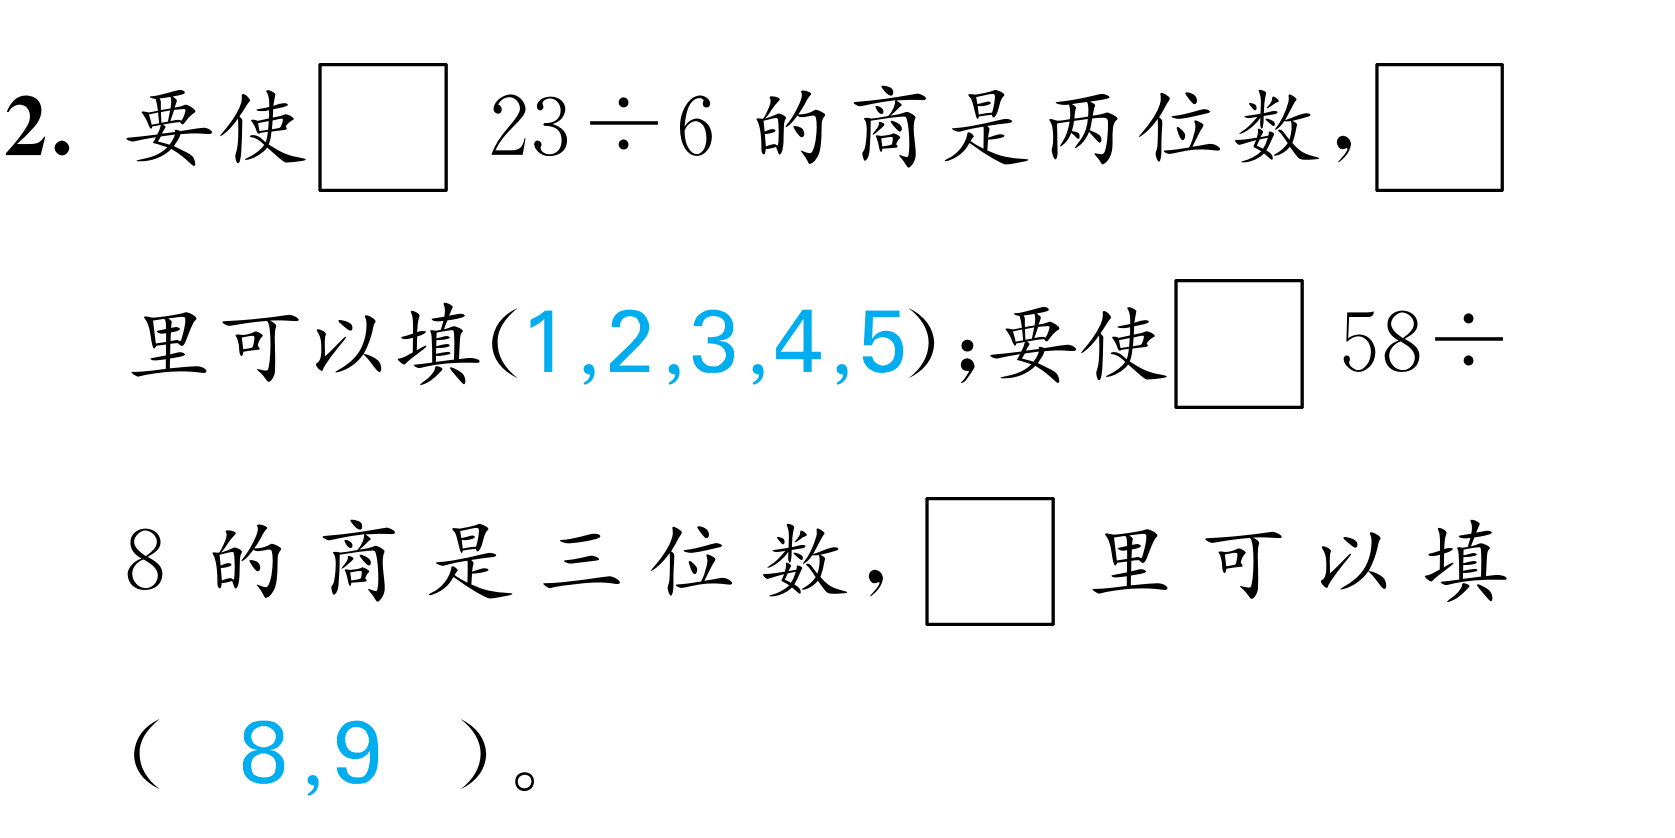 2. 要使□ 23÷6 的商是两位数,□
里可以填(1,2,3,4,5);要使□ 58÷
8 的商是三位数,□里可以填
( 8,9 )。